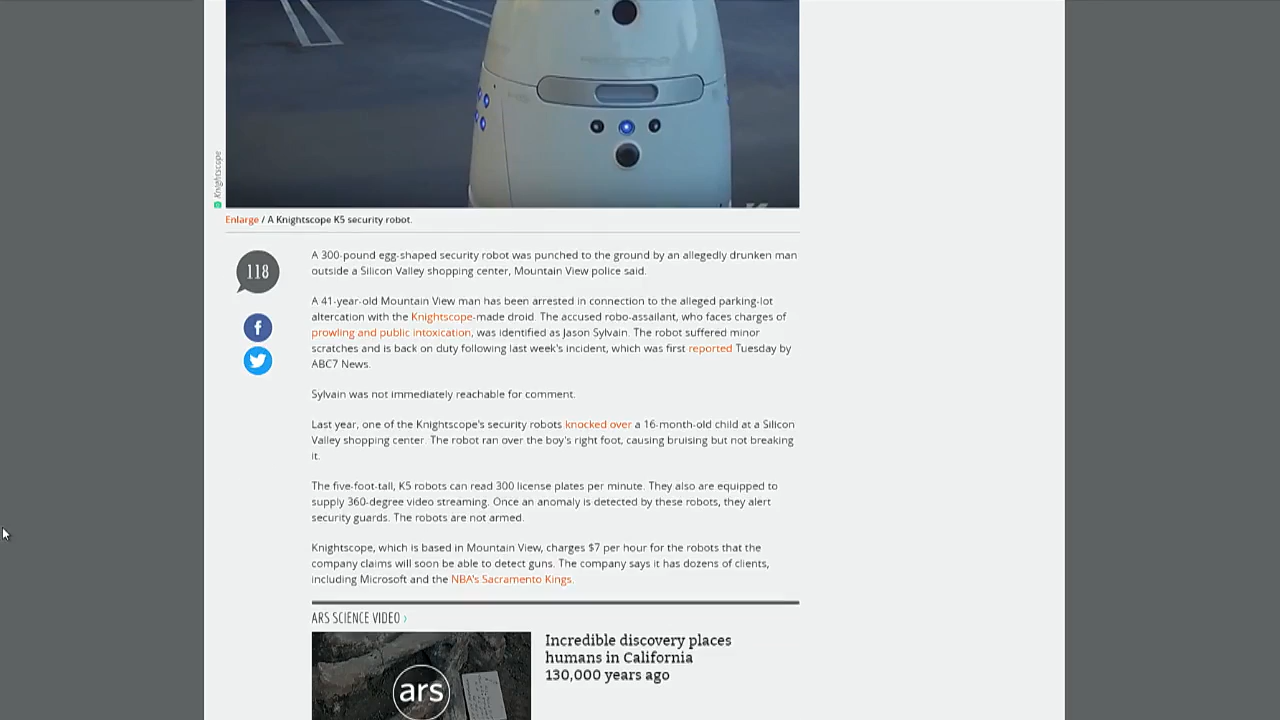 Knightscope
Enlarge / A Knightscope K5 security robot.
118
A 300-pound egg-shaped security robot was punched to the ground by an allegedly drunken man
outside a Silicon Valley shopping center, Mountain View police said.
A 41-year-old Mountain View man has been arrested in connection to the alleged parking-lot
altercation with the Knightscope-made droid. The accused robo-assailant, who faces charges of
prowling and public intoxication, was identified as Jason Sylvain. The robot suffered minor
scratches and is back on duty following last week's incident, which was first reported Tuesday by
ABC7 News.
Sylvain was not immediately reachable for comment.
Last year, one of the Knightscope's security robots knocked over a 16-month-old child at a Silicon
Valley shopping center. The robot ran over the boy's right foot, causing bruising but not breaking
it.
The five-foot-tall, K5 robots can read 300 license plates per minute. They also are equipped to
supply 360-degree video streaming. Once an anomaly is detected by these robots, they alert
security guards. The robots are not armed.
Knightscope, which is based in Mountain View, charges $7 per hour for the robots that the
company claims will soon be able to detect guns. The company says it has dozens of clients,
including Microsoft and the NBA's Sacramento Kings.
ARS SCIENCE VIDEO ›
ars
Incredible discovery places
humans in California
130,000 years ago